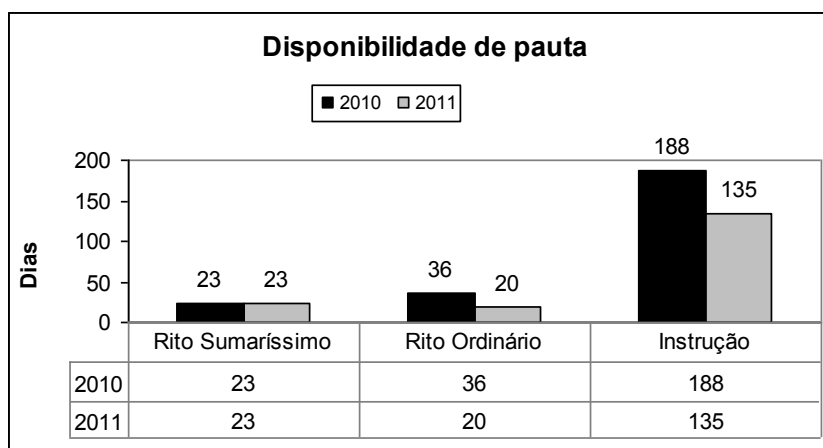 Disponibilidade de pauta
2010 2011
Dias
200
150
100
50
0
23 23 36 20 188 135
Rito Sumaríssimo Rito Ordinário Instrução
2010 23 36 188
2011 23 20 135